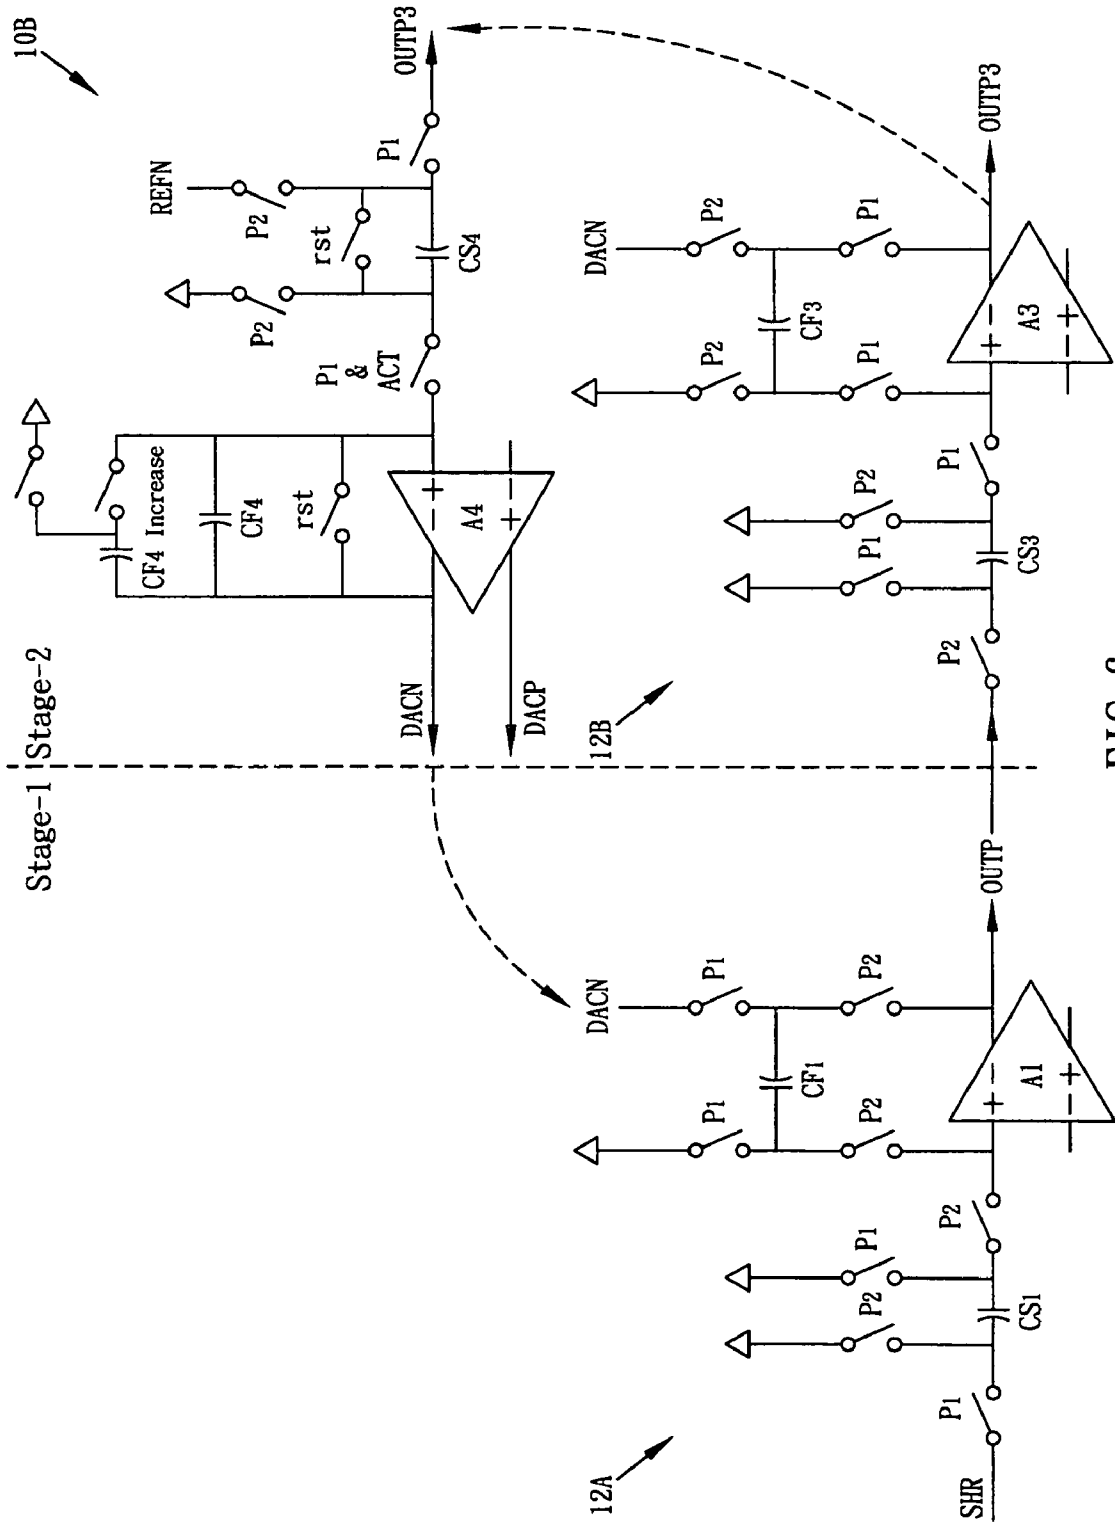 10B
Stage-1
Stage-2
CF4 Increase
CF4
rst
A4
DACN
DACP
P1
&
ACT
P2
rst
CS4
REFN
P2
P1
OUTP3
12A
SHR
P1
CS1
P2
P1
P2
P1
CF1
P2
DACN
P1
P2
A1
OUTP
12B
P2
CS3
P1
P2
P1
P2
CF3
P1
DACN
P2
P1
A3
OUTP3